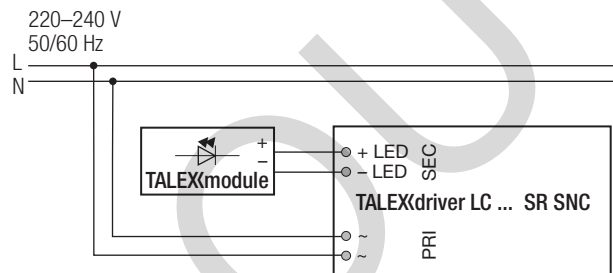 220–240 V
50/60 Hz
L
N
+
–
TALEXXmodule
+ LED
– LED
SEC
TALEXXdriver LC ... SR SNC
~
~
PRI